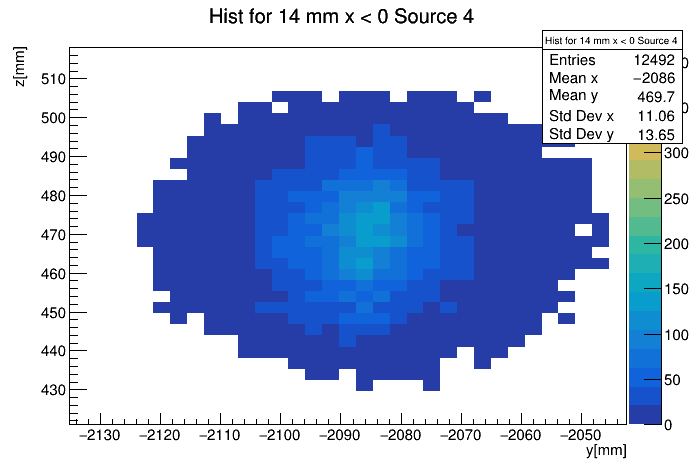 Hist for 14 mm x < 0 Source 4
z[mm]
Hist for 14 mm x < 0 Source 4
Entries 12492
Mean x −2086
Mean y 469.7
Std Dev x 11.06
Std Dev y 13.65
510
500
490
480
470
460
450
440
430
300
250
200
150
100
50
0
−2130 −2120 −2110 −2100 −2090 −2080 −2070 −2060 −2050
y[mm]